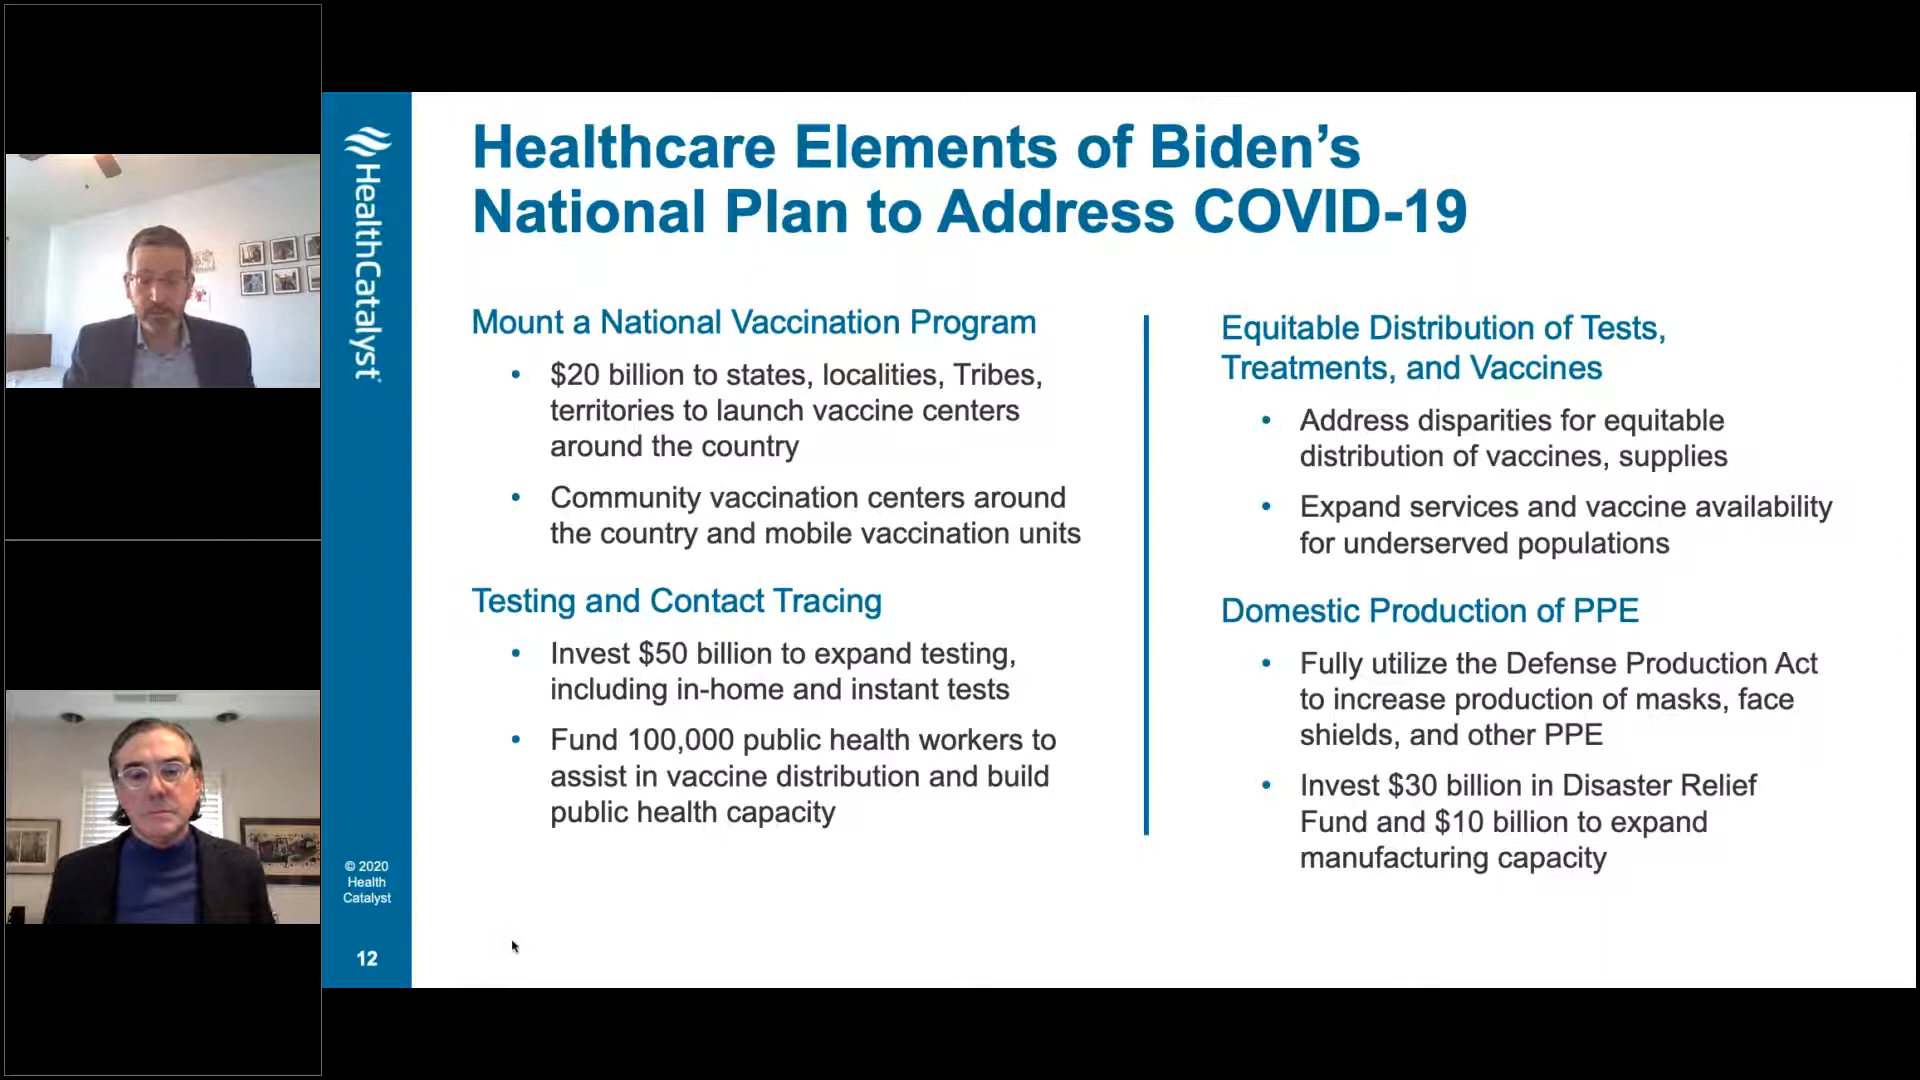 HealthCatalyst
© 2020
Health
Catalyst
12
Healthcare Elements of Biden’s
National Plan to Address COVID-19
Mount a National Vaccination Program
• $20 billion to states, localities, Tribes,
territories to launch vaccine centers
around the country
• Community vaccination centers around
the country and mobile vaccination units
Testing and Contact Tracing
• Invest $50 billion to expand testing,
including in-home and instant tests
• Fund 100,000 public health workers to
assist in vaccine distribution and build
public health capacity
Equitable Distribution of Tests,
Treatments, and Vaccines
• Address disparities for equitable
distribution of vaccines, supplies
• Expand services and vaccine availability
for underserved populations
Domestic Production of PPE
• Fully utilize the Defense Production Act
to increase production of masks, face
shields, and other PPE
• Invest $30 billion in Disaster Relief
Fund and $10 billion to expand
manufacturing capacity